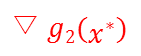 ▽ g₂(x*)